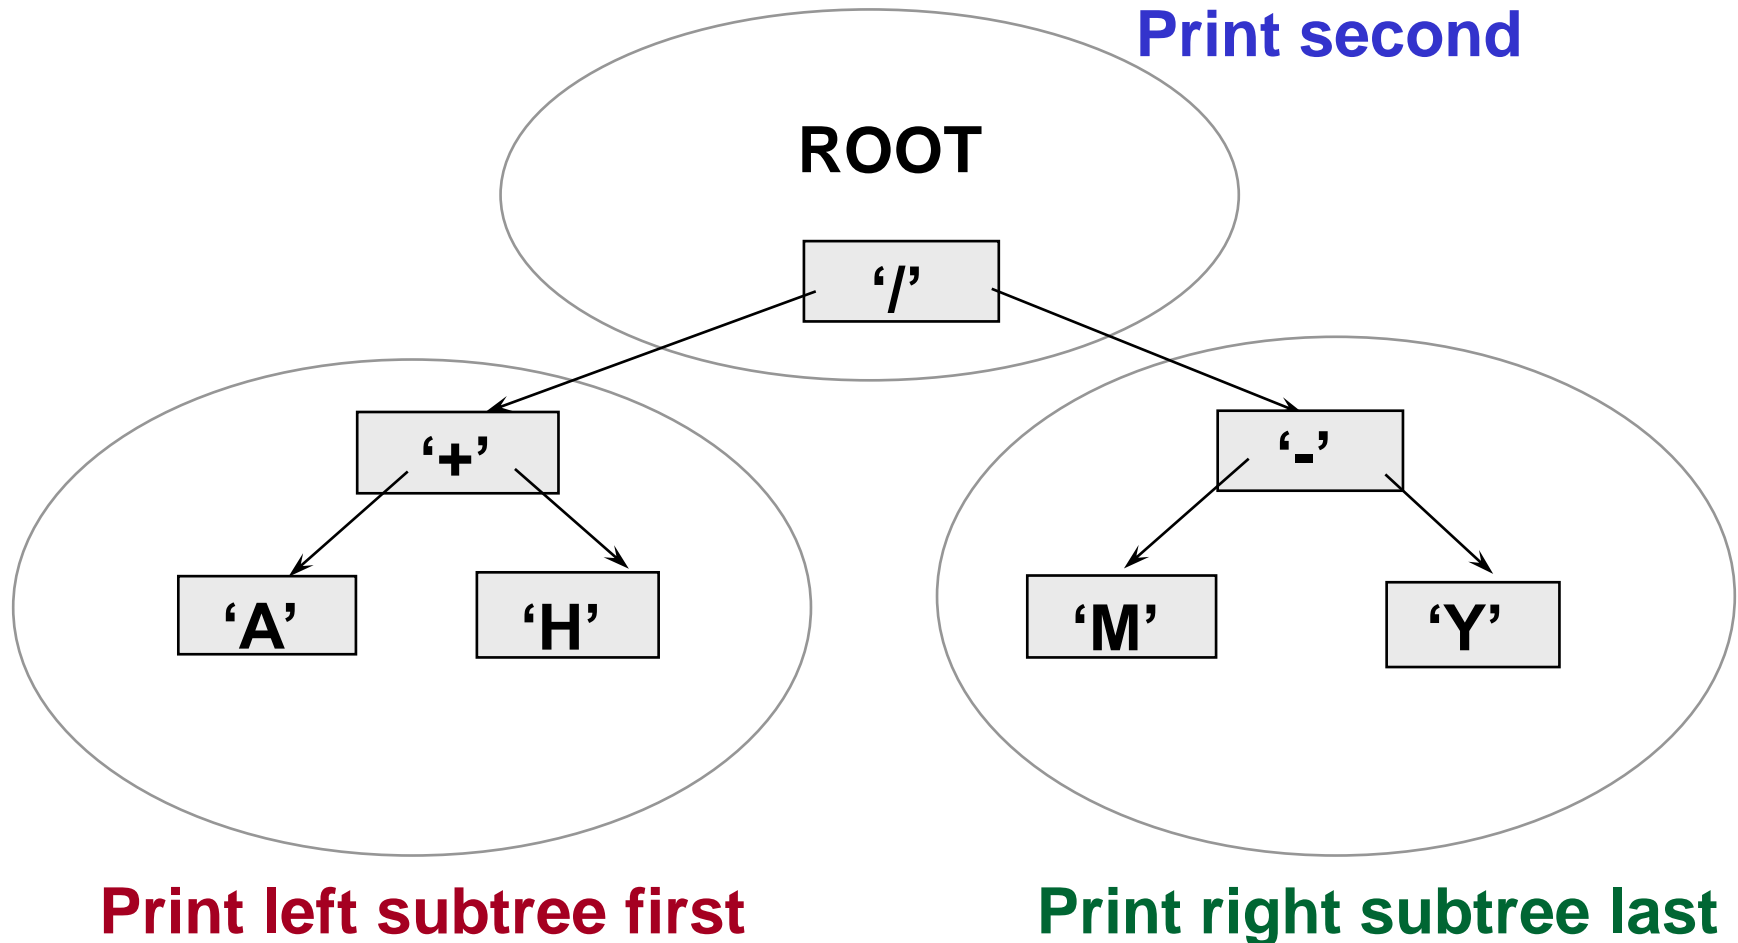 Print second
ROOT
‘/’
‘+’ ‘-’
‘A’ ‘H’ ‘M’ ‘Y’
Print left subtree first Print right subtree last